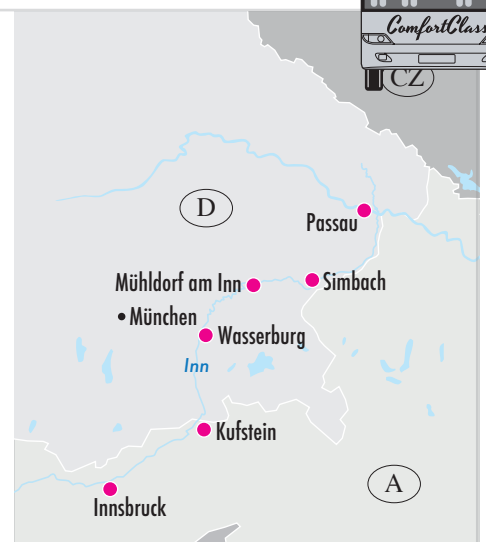 ComfortClass
CZ
D
Passau
Mühldorf am Inn
Simbach
München
Wasserburg
Inn
Kufstein
A
Innsbruck